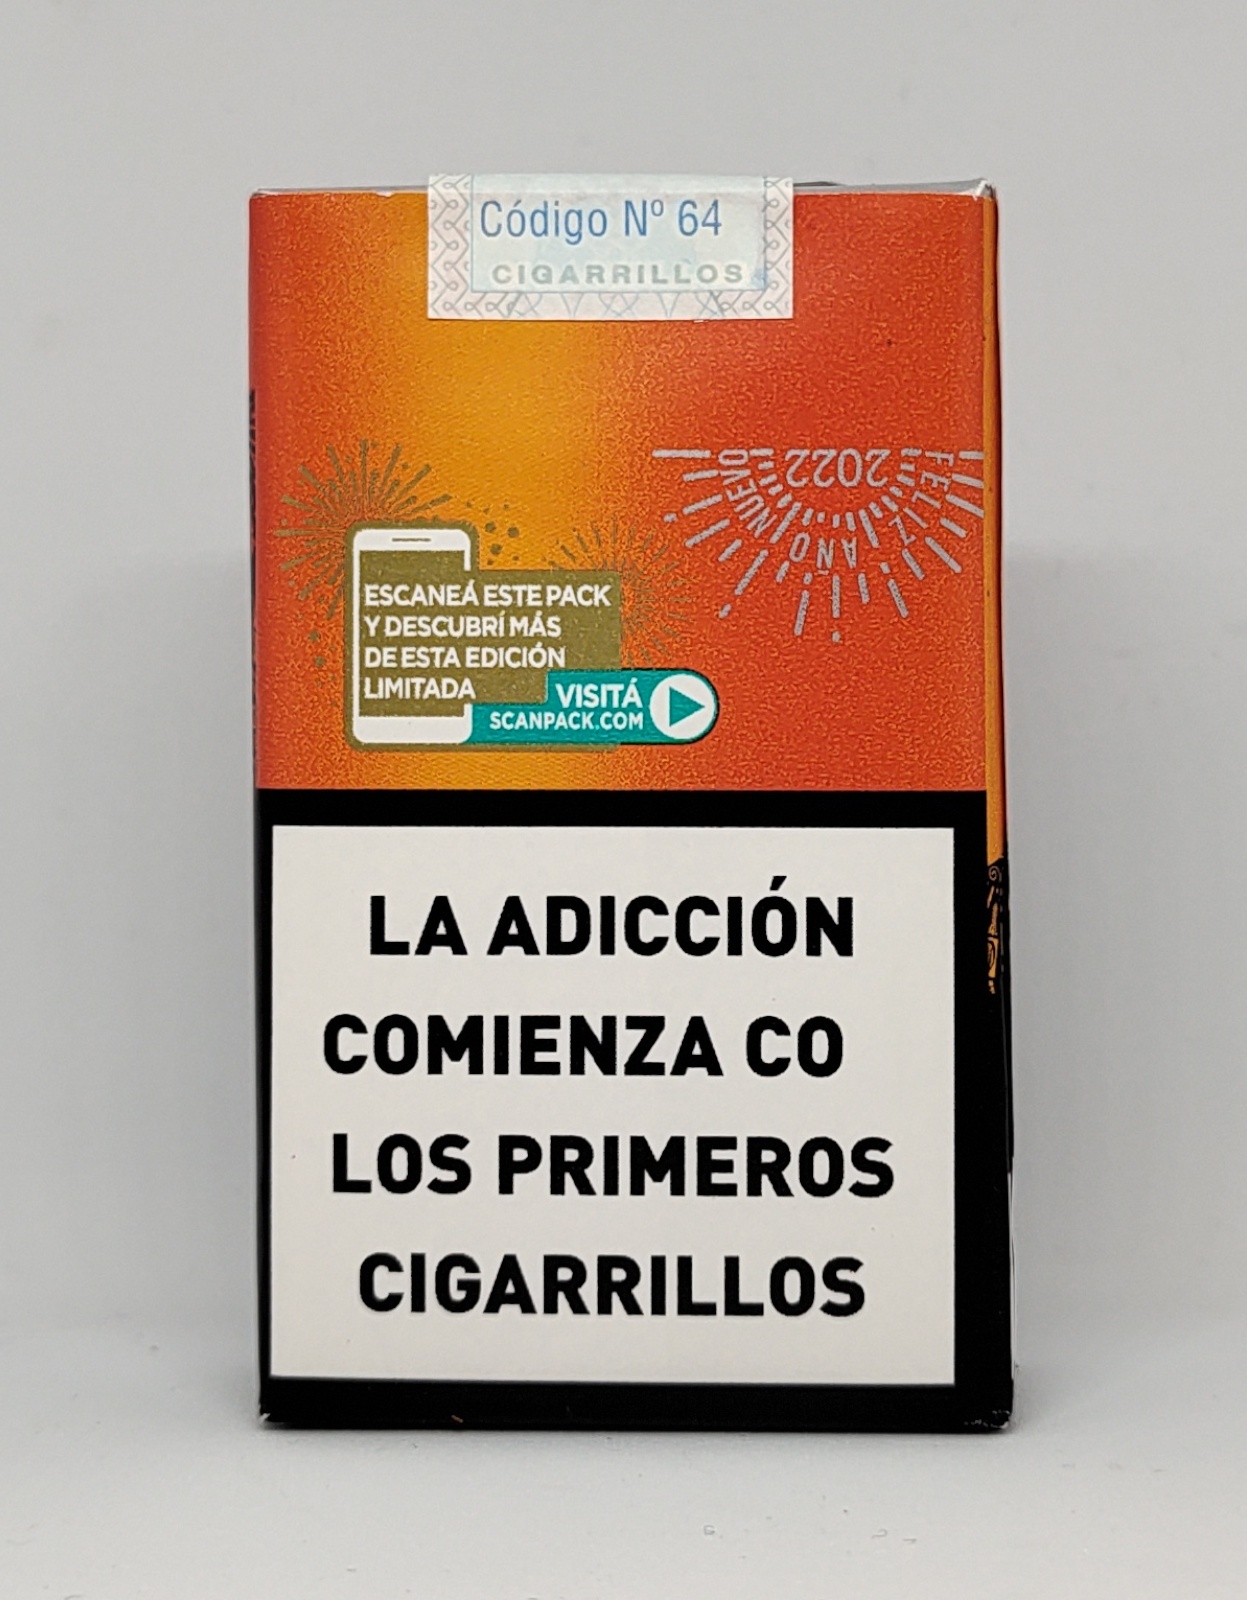 Código Nº 64
CIGARRILLOS
FELIZ AÑO NUEVO
2022
ESCANEÁ ESTE PACK
Y DESCUBRÍ MÁS
DE ESTA EDICIÓN
LIMITADA
VISITÁ
SCANPACK.COM
LA ADICCIÓN
COMIENZA CO
LOS PRIMEROS
CIGARRILLOS